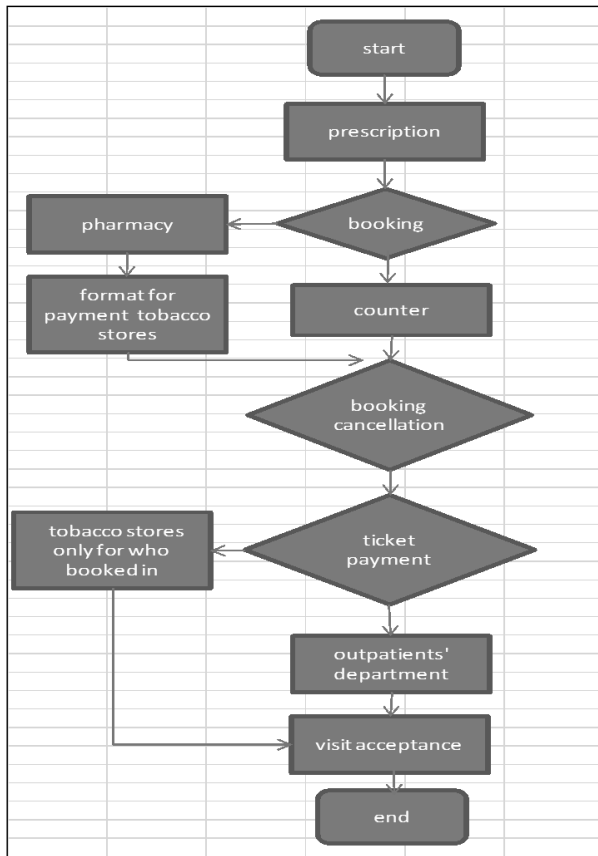 start
prescription
booking
pharmacy
format for
payment tobacco
stores
counter
booking
cancellation
ticket
payment
tobacco stores
only for who
booked in
outpatients'
department
visit acceptance
end